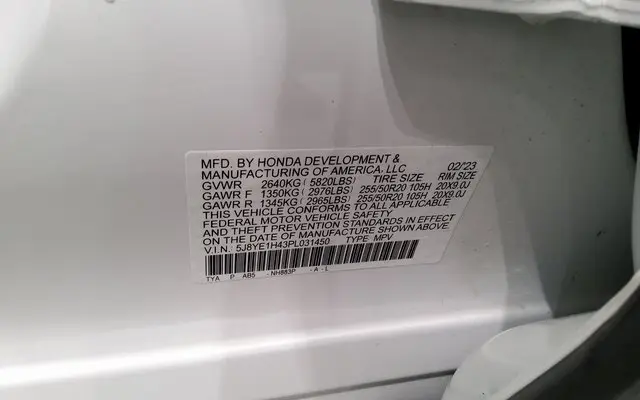 MFD. BY HONDA DEVELOPMENT & 02/'23
MANUFACTURING OF AMERICA, LLC
GVWR 2640KG ( 5820LBS) TIRE SIZE RIM SIZE
GAWR F 1350KG ( 2976LBS) 255/50R20 105H 20X9.0J
GAWR R 1345KG ( 2965LBS) 255/50R20 105H 20X9.0J
THIS VEHICLE CONFORMS TO ALL APPLICABLE
FEDERAL MOTOR VEHICLE SAFETY
AND THEFT PREVENTION STANDARDS IN EFFECT
ON THE DATE OF MANUFACTURE SHOWN ABOVE.
V.I.N. 5J8YE1H43PL031450 TYPE MPV
TYA P AB5 -NH883P -A-L